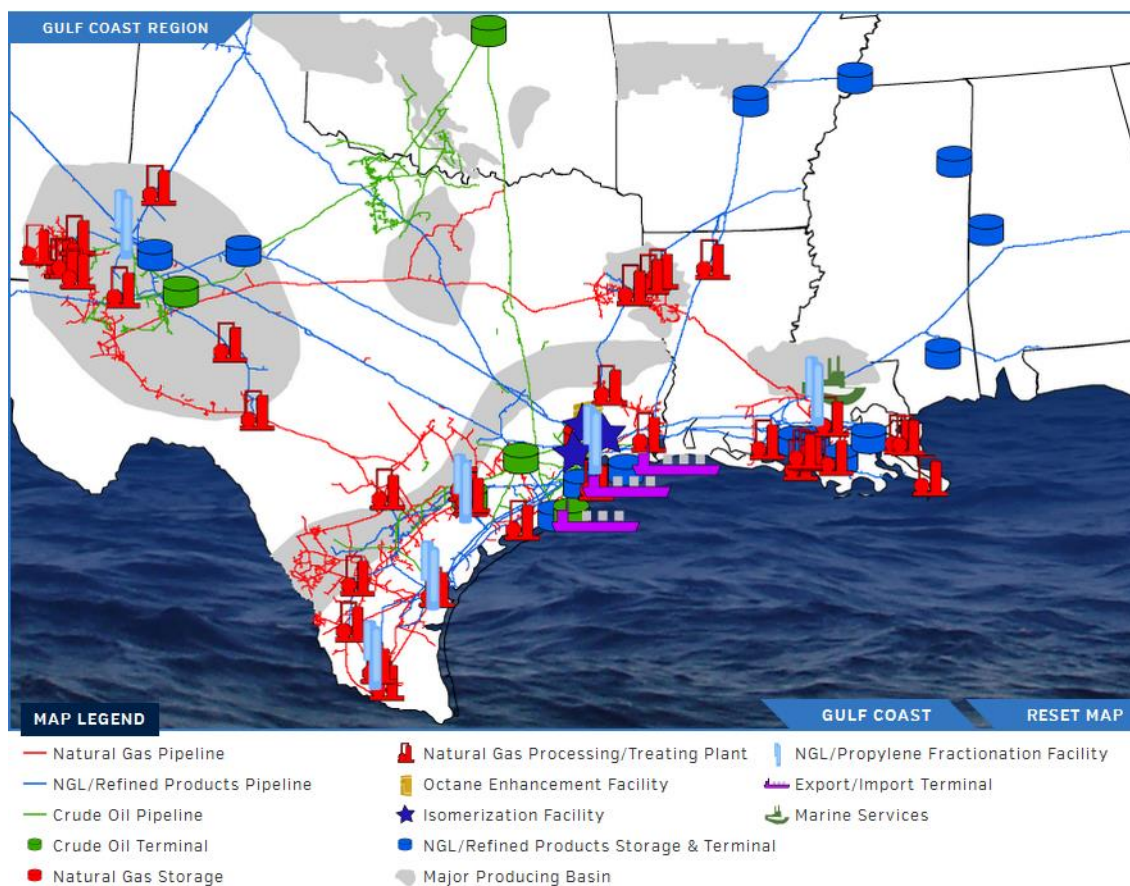 GULF COAST REGION
MAP LEGEND
GULF COAST
RESET MAP
Natural Gas Pipeline
NGL/Refined Products Pipeline
Crude Oil Pipeline
Crude Oil Terminal
Natural Gas Storage
Natural Gas Processing/Treating Plant
Octane Enhancement Facility
Isomerization Facility
NGL/Refined Products Storage & Terminal
Major Producing Basin
NGL/Propylene Fractionation Facility
Export/Import Terminal
Marine Services